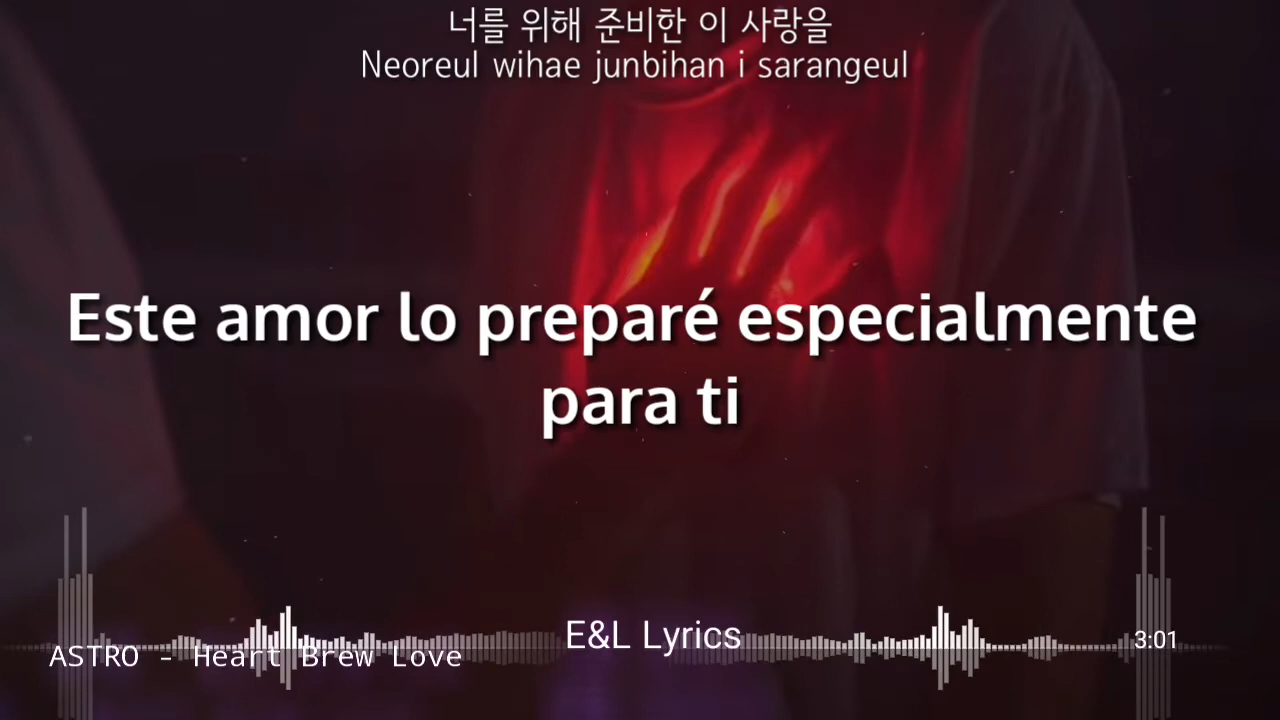 너를 위해 준비한 이 사랑을
Neoreul wihae junbihan i sarangeul
Este amor lo preparé especialmente
para ti
E&L Lyrics
3:01
ASTRO - Heart Brew Love